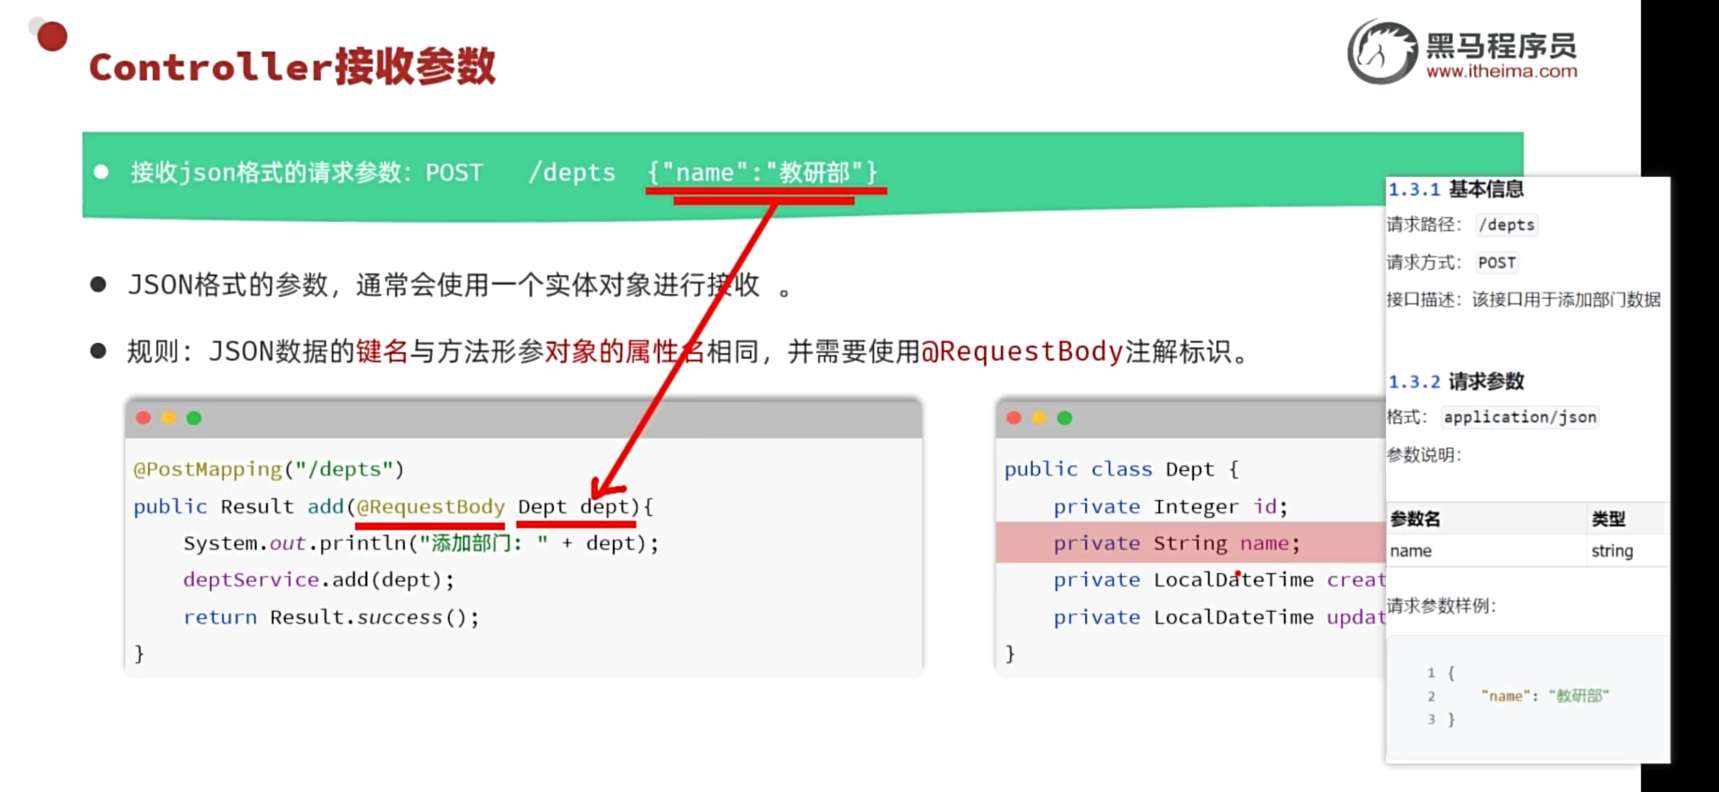 Controller接收参数
黑马程序员
www.itheima.com
接收json格式的请求参数：POST /depts {"name":"教研部"}
JSON格式的参数，通常会使用一个实体对象进行接收 。
规则：JSON数据的键名与方法形参对象的属性名相同，并需要使用@RequestBody注解标识。
@PostMapping("/depts")
public Result add(@RequestBody Dept dept){
System.out.println("添加部门: " + dept);
deptService.add(dept);
return Result.success();
}
public class Dept {
private Integer id;
private String name;
private LocalDateTime creat
private LocalDateTime updat
}
1.3.1 基本信息
请求路径： /depts
请求方式： POST
接口描述：该接口用于添加部门数据
1.3.2 请求参数
格式： application/json
参数说明：
参数名 类型
name string
请求参数样例：
1 {
2 "name": "教研部"
3 }